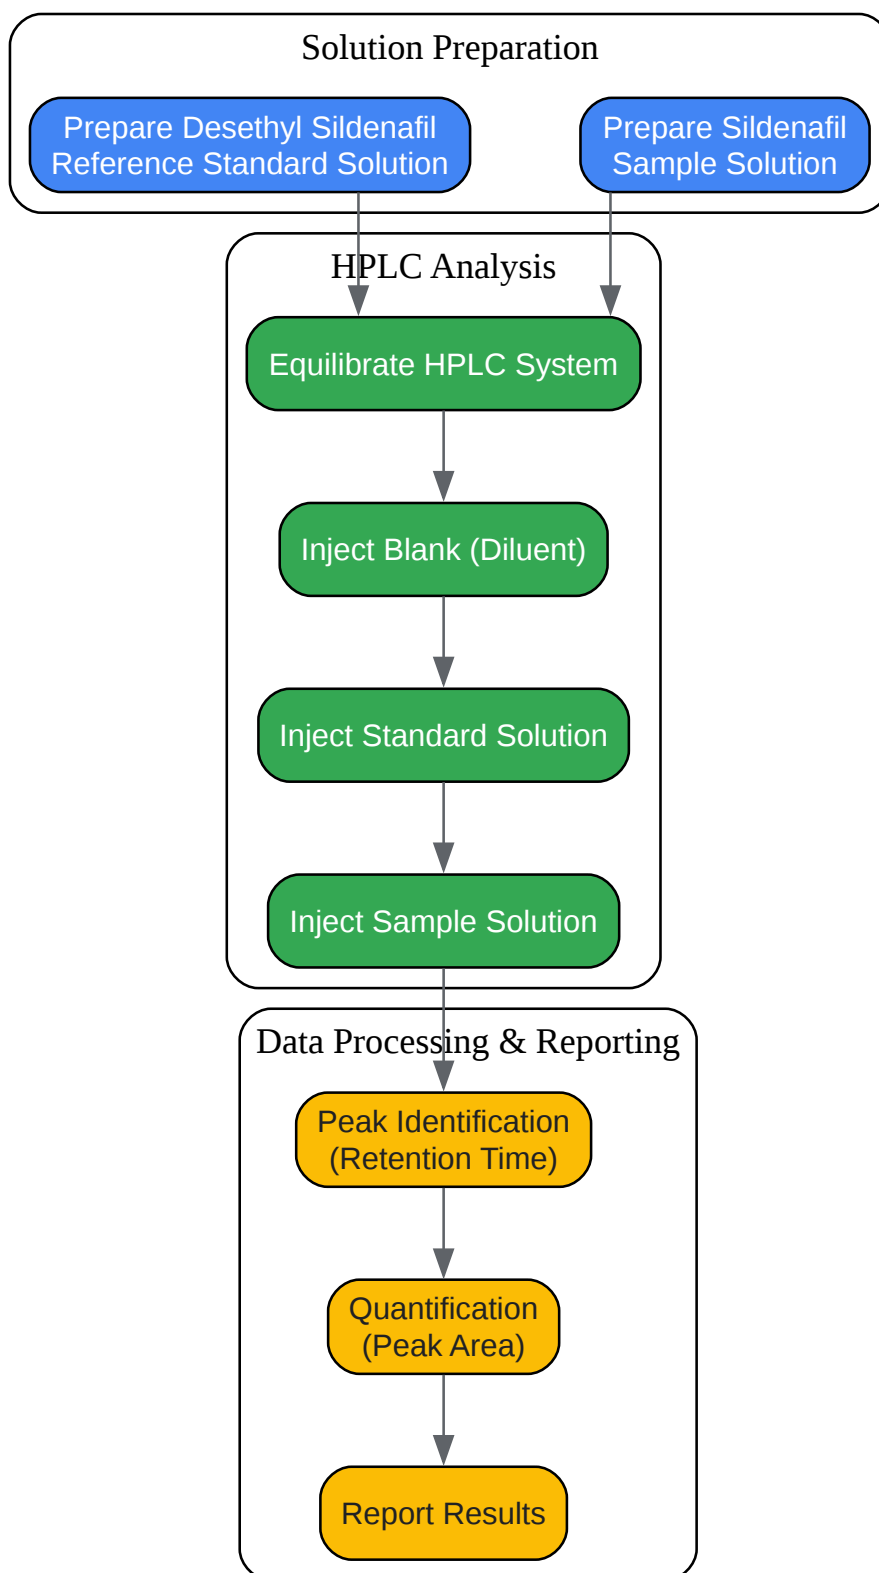 Solution Preparation
Prepare Desethyl Sildenafil
Reference Standard Solution
Prepare Sildenafil
Sample Solution
HPLC Analysis
Equilibrate HPLC System
Inject Blank (Diluent)
Inject Standard Solution
Inject Sample Solution
Data Processing & Reporting
Peak Identification
(Retention Time)
Quantification
(Peak Area)
Report Results